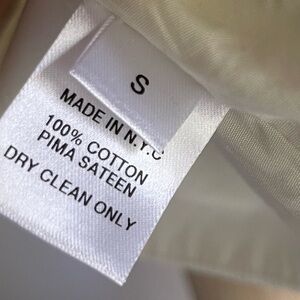 S
MADE IN N.Y.C
100% COTTON
PIMA SATEEN
DRY CLEAN ONLY